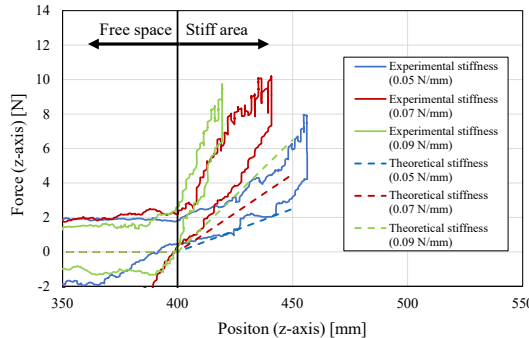 14
12
10
8
6
4
2
0
-2
Force (z-axis) [N]
Free space
Stiff area
Experimental stiffness
(0.05 N/mm)
Experimental stiffness
(0.07 N/mm)
Experimental stiffness
(0.09 N/mm)
Theoretical stiffness
(0.05 N/mm)
Theoretical stiffness
(0.07 N/mm)
Theoretical stiffness
(0.09 N/mm)
350 400 450 500 550
Positon (z-axis) [mm]